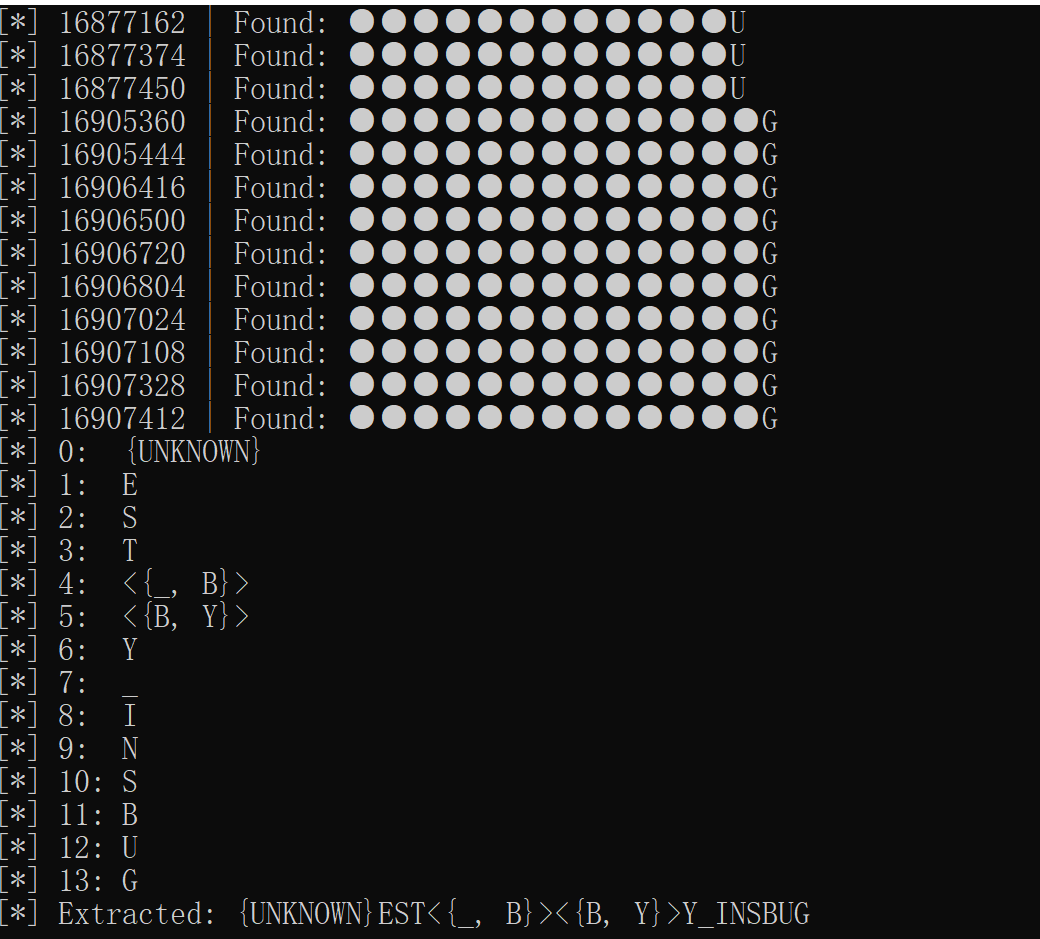 [*] 16877162 | Found: ●●●●●●●●●●●●U
[*] 16877374 | Found: ●●●●●●●●●●●●U
[*] 16877450 | Found: ●●●●●●●●●●●●U
[*] 16905360 | Found: ●●●●●●●●●●●●●G
[*] 16905444 | Found: ●●●●●●●●●●●●●G
[*] 16906416 | Found: ●●●●●●●●●●●●●G
[*] 16906500 | Found: ●●●●●●●●●●●●●G
[*] 16906720 | Found: ●●●●●●●●●●●●●G
[*] 16906804 | Found: ●●●●●●●●●●●●●G
[*] 16907024 | Found: ●●●●●●●●●●●●●G
[*] 16907108 | Found: ●●●●●●●●●●●●●G
[*] 16907328 | Found: ●●●●●●●●●●●●●G
[*] 16907412 | Found: ●●●●●●●●●●●●●G
[*] 0: {UNKNOWN}
[*] 1: E
[*] 2: S
[*] 3: T
[*] 4: <{_, B}>
[*] 5: <{B, Y}>
[*] 6: Y
[*] 7: _
[*] 8: I
[*] 9: N
[*] 10: S
[*] 11: B
[*] 12: U
[*] 13: G
[*] Extracted: {UNKNOWN}EST<{_, B}><{B, Y}>Y_INSBUG